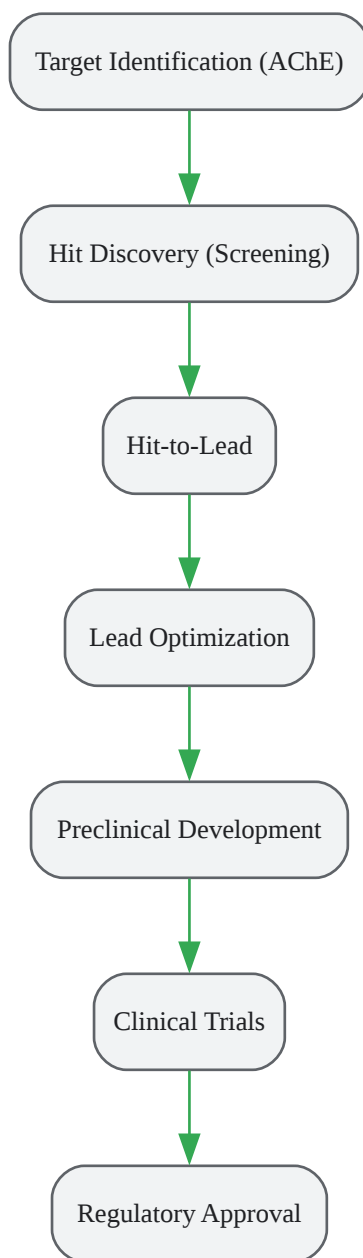 Target Identification (AChE)
Hit Discovery (Screening)
Hit-to-Lead
Lead Optimization
Preclinical Development
Clinical Trials
Regulatory Approval